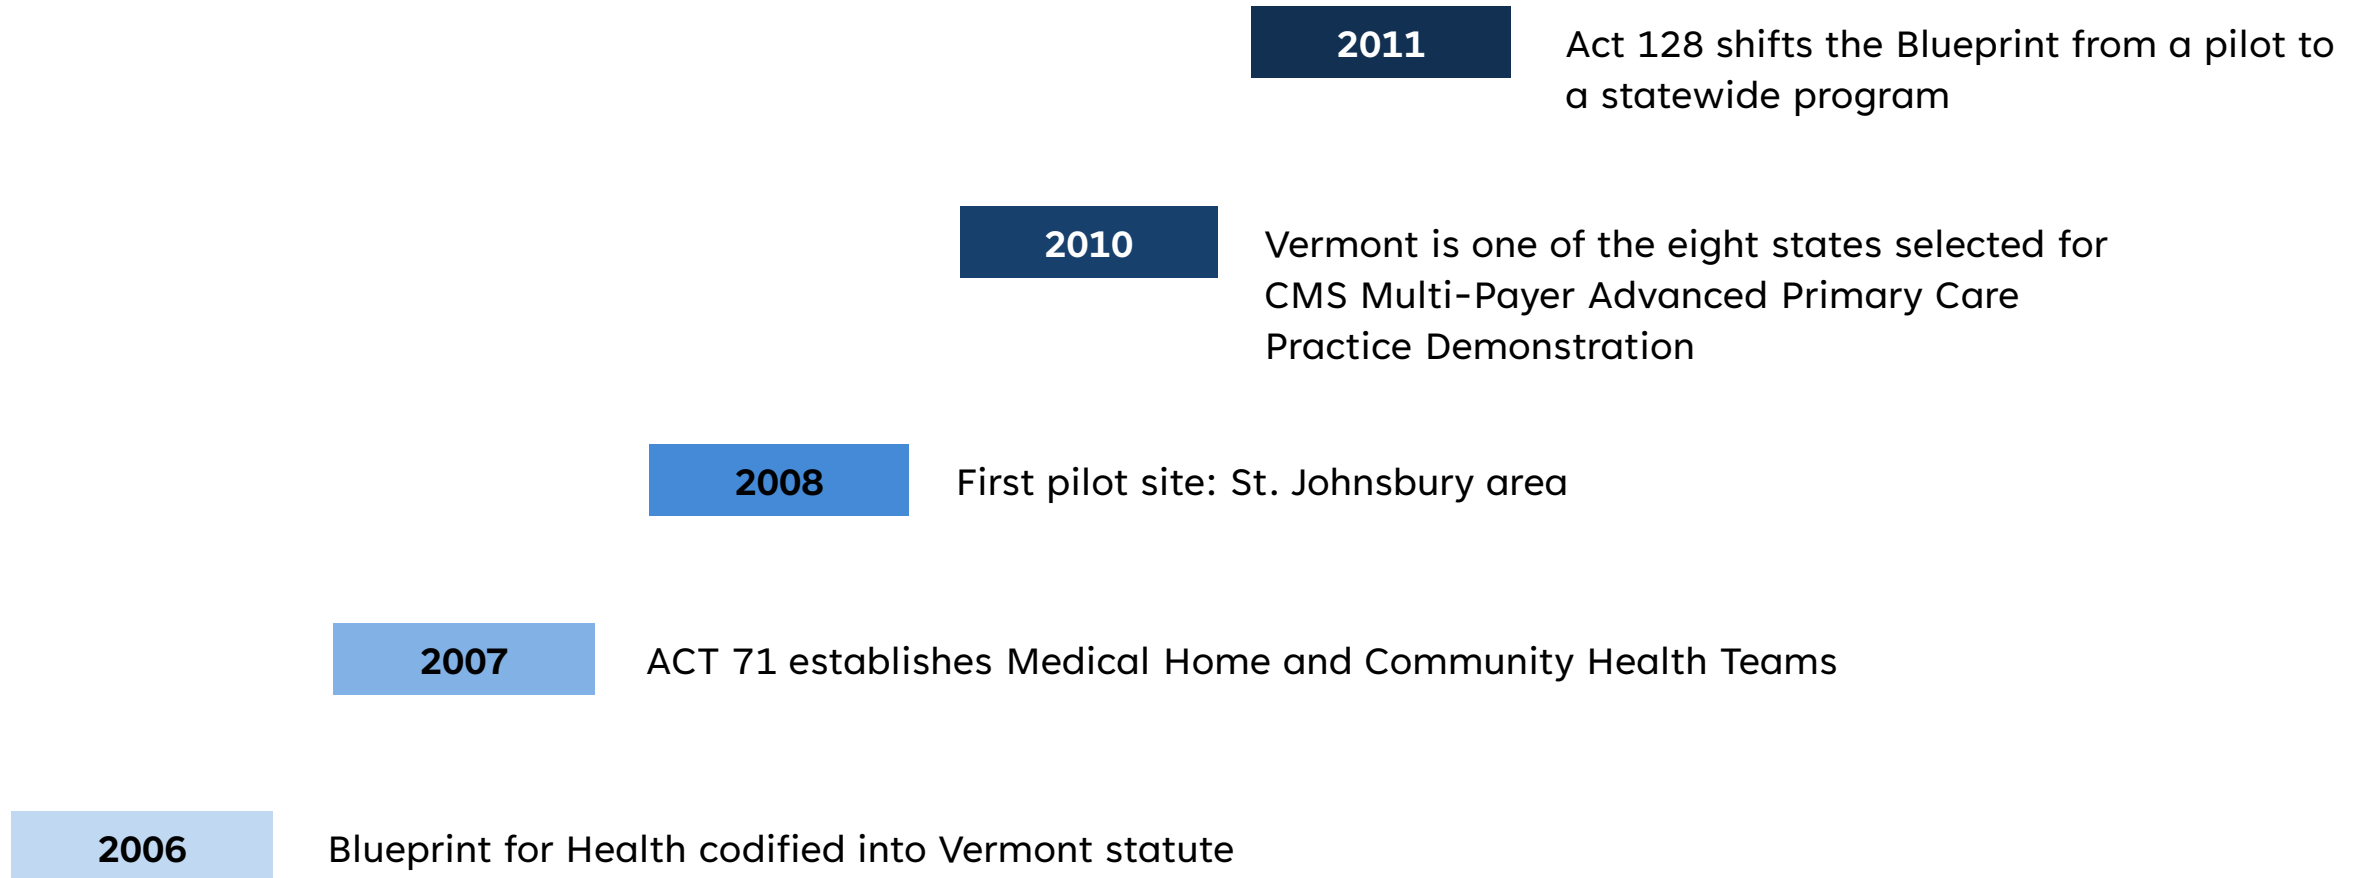 2011
Act 128 shifts the Blueprint from a pilot to
a statewide program
2010
Vermont is one of the eight states selected for
CMS Multi-Payer Advanced Primary Care
Practice Demonstration
2008
First pilot site: St. Johnsbury area
2007
ACT 71 establishes Medical Home and Community Health Teams
2006
Blueprint for Health codified into Vermont statute